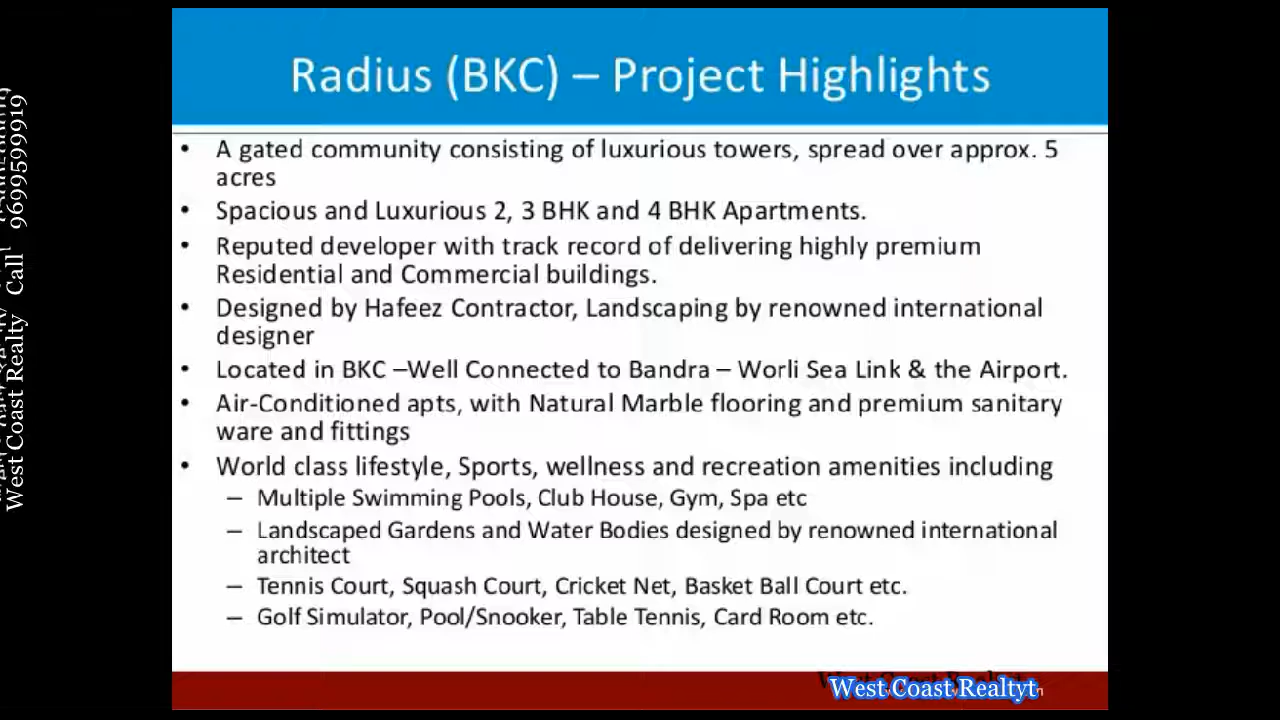 Radius (BKC) – Project Highlights
• A gated community consisting of luxurious towers, spread over approx. 5
acres
• Spacious and Luxurious 2, 3 BHK and 4 BHK Apartments.
• Reputed developer with track record of delivering highly premium
Residential and Commercial buildings.
• Designed by Hafeez Contractor, Landscaping by renowned international
designer
• Located in BKC –Well Connected to Bandra – Worli Sea Link & the Airport.
• Air-Conditioned apts, with Natural Marble flooring and premium sanitary
ware and fittings
• World class lifestyle, Sports, wellness and recreation amenities including
– Multiple Swimming Pools, Club House, Gym, Spa etc
– Landscaped Gardens and Water Bodies designed by renowned international
architect
– Tennis Court, Squash Court, Cricket Net, Basket Ball Court etc.
– Golf Simulator, Pool/Snooker, Table Tennis, Card Room etc.
West Coast Realtyt
West Coast Realty Call 9699599919